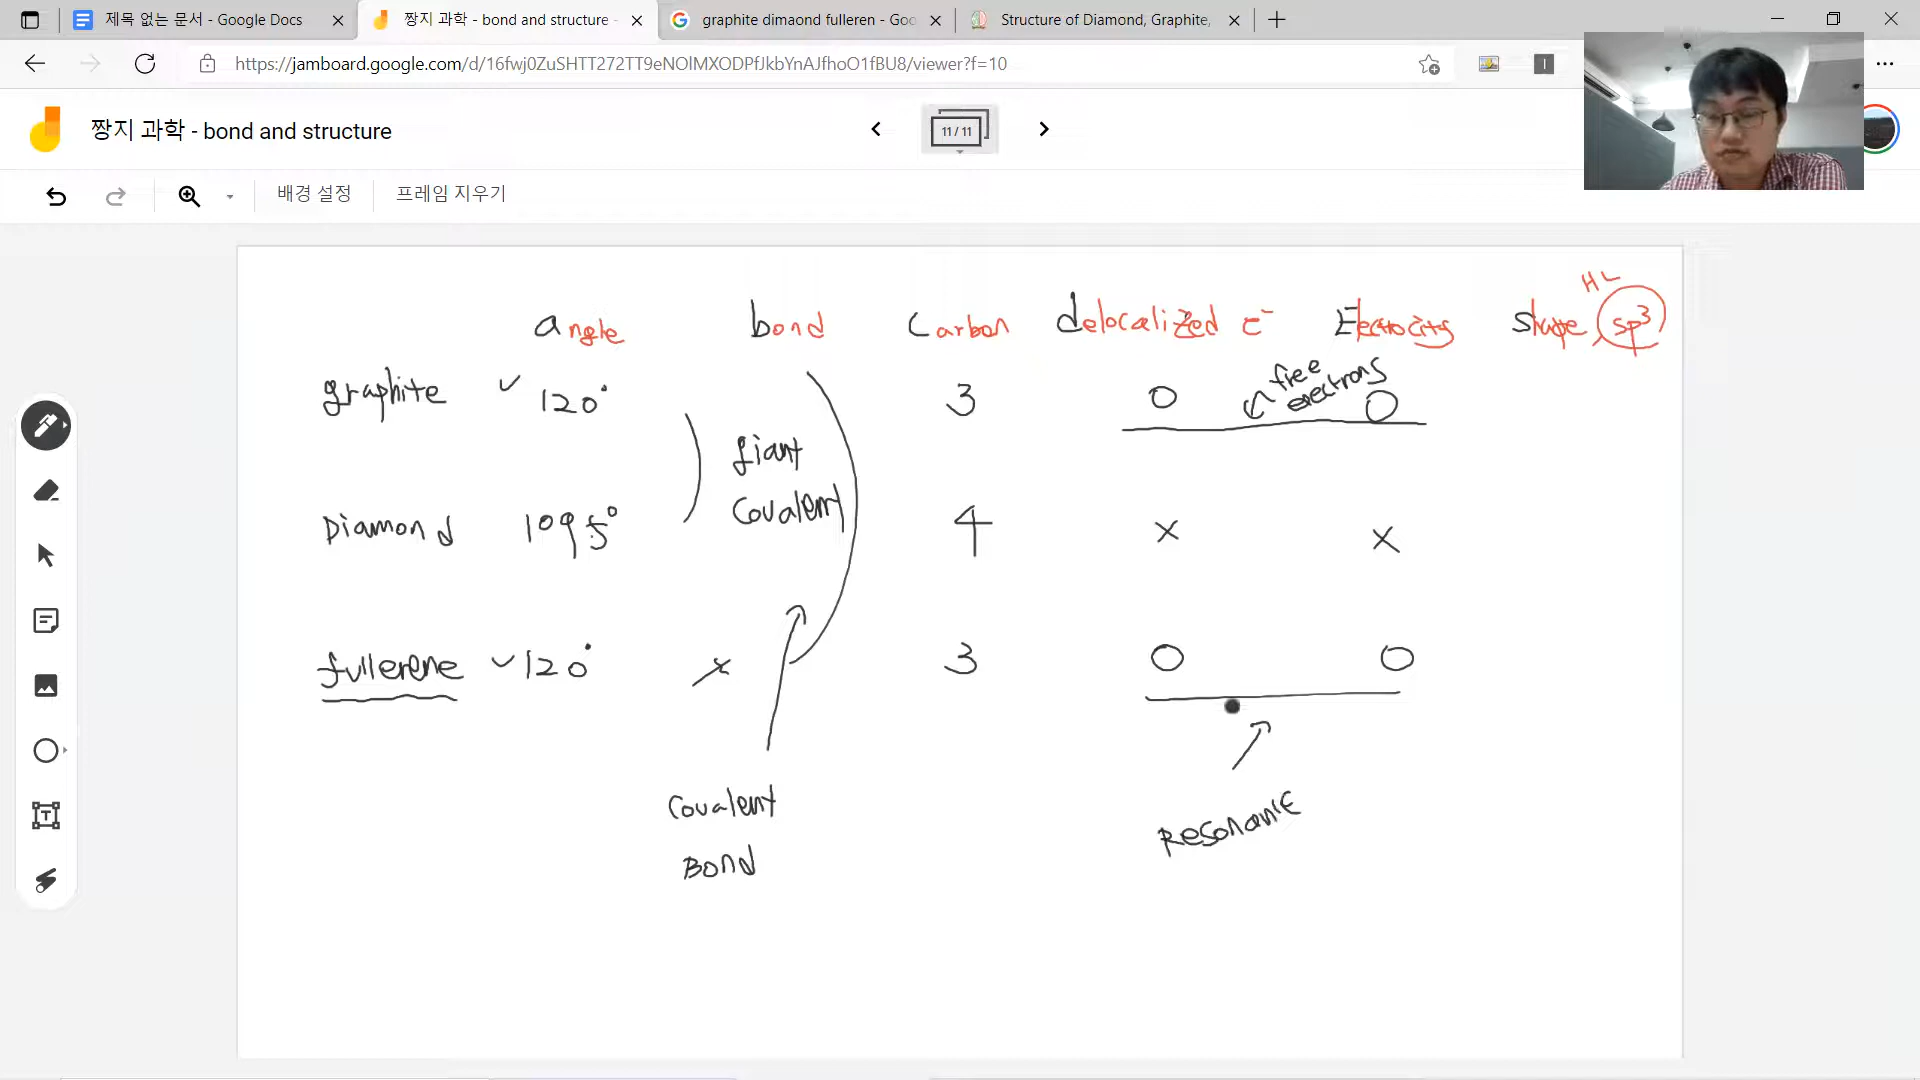 제목 없는 문서 - Google Docs
짱지 과학 - bond and structure -
graphite dimaond fulleren - Goo
Structure of Diamond, Graphite,
https://jamboard.google.com/d/16fwj0ZuSHTT272TT9eNOlMXODPfJkbYnAJfhoO1fBU8/viewer?f=10
짱지 과학 - bond and structure
11 / 11
배경 설정
프레임 지우기
HL
angle bond Carbon delocalized e⁻ Electrocity Shape sp³
free
electrons
graphite ✓ 120° 3 O O
giant
covalent
Diamond 109.5° 4 × ×
fullerene ✓ 120° × 3 O O
covalent
Bond
Resonance